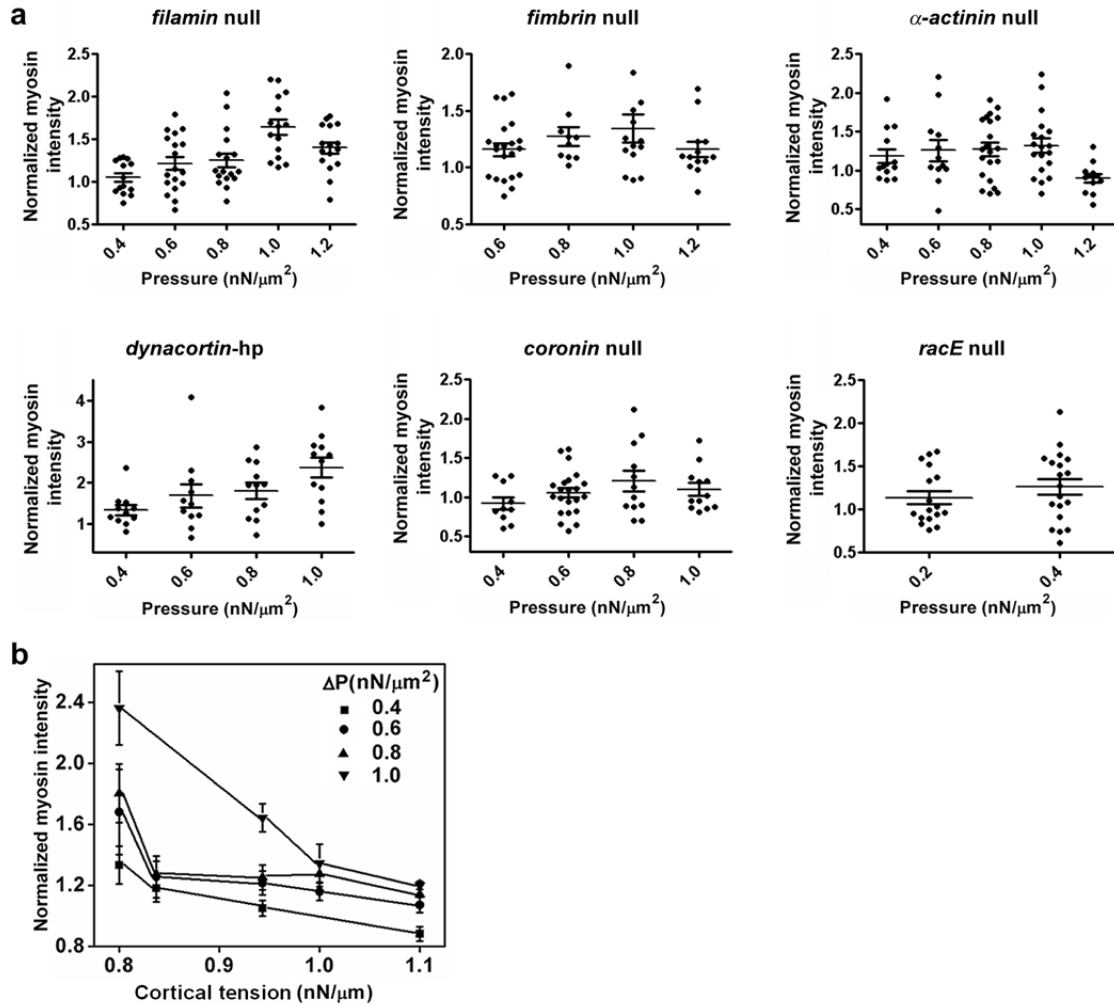 a
filamin null
fimbrin null
α-actinin null
Normalized myosin
intensity
2.5
2.0
1.5
1.0
0.5
0.4
0.6
0.8
1.0
1.2
Pressure (nN/μm²)
Normalized myosin
intensity
2.0
1.5
1.0
0.5
0.6
0.8
1.0
1.2
Pressure (nN/μm²)
Normalized myosin
intensity
2.5
2.0
1.5
1.0
0.5
0.4
0.6
0.8
1.0
1.2
Pressure (nN/μm²)
dynacortin-hp
coronin null
racE null
Normalized myosin
intensity
4
3
2
1
0.4
0.6
0.8
1.0
Pressure (nN/μm²)
Normalized myosin
intensity
2.5
2.0
1.5
1.0
0.5
0.4
0.6
0.8
1.0
Pressure (nN/μm²)
Normalized myosin
intensity
2.5
2.0
1.5
1.0
0.5
0.2
0.4
Pressure (nN/μm²)
b
Normalized myosin intensity
2.4
2.0
1.6
1.2
0.8
ΔP(nN/μm²)
0.4
0.6
0.8
1.0
0.8
0.9
1.0
1.1
Cortical tension (nN/μm)